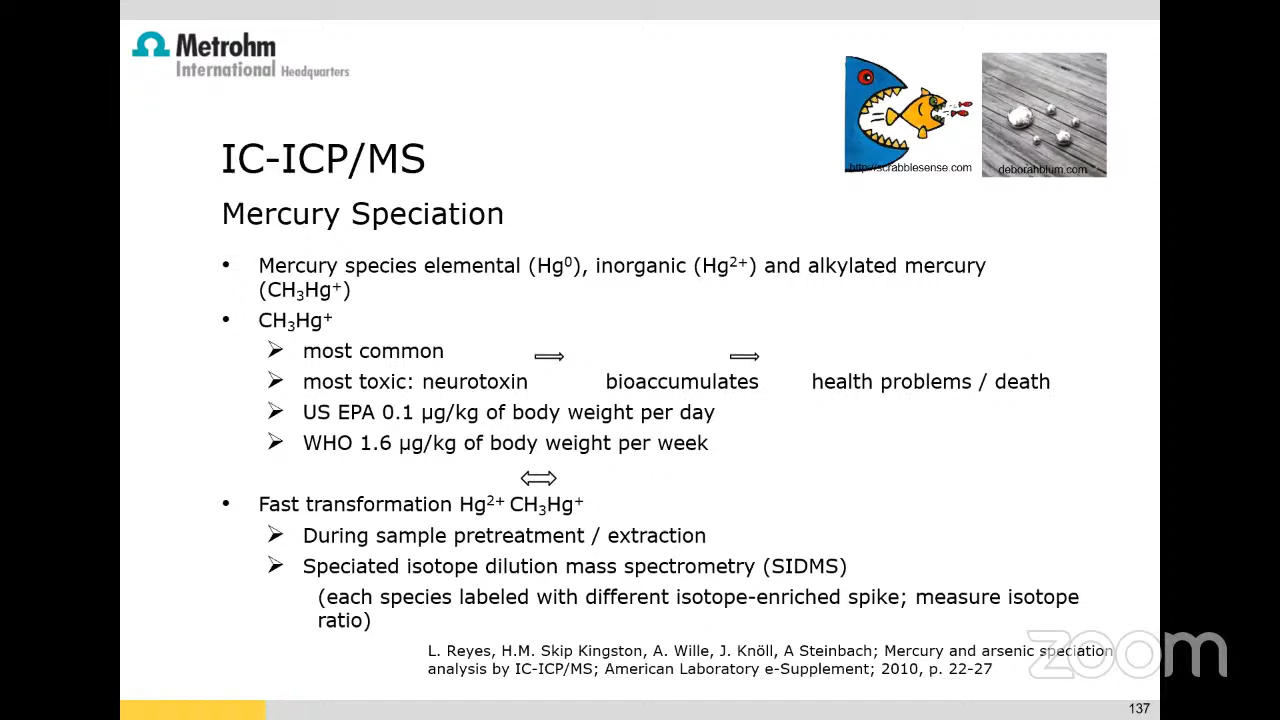 Metrohm
International Headquarters
http://scrabblesense.com
deborahblum.com
IC-ICP/MS
Mercury Speciation
• Mercury species elemental (Hg⁰), inorganic (Hg²⁺) and alkylated mercury
(CH₃Hg⁺)
• CH₃Hg⁺
➢ most common
➢ most toxic: neurotoxin ⇒ bioaccumulates ⇒ health problems / death
➢ US EPA 0.1 µg/kg of body weight per day
➢ WHO 1.6 µg/kg of body weight per week
• Fast transformation Hg²⁺ ⇔ CH₃Hg⁺
➢ During sample pretreatment / extraction
➢ Speciated isotope dilution mass spectrometry (SIDMS)
(each species labeled with different isotope-enriched spike; measure isotope
ratio)
L. Reyes, H.M. Skip Kingston, A. Wille, J. Knöll, A Steinbach; Mercury and arsenic speciation
analysis by IC-ICP/MS; American Laboratory e-Supplement; 2010, p. 22-27
zoom
137